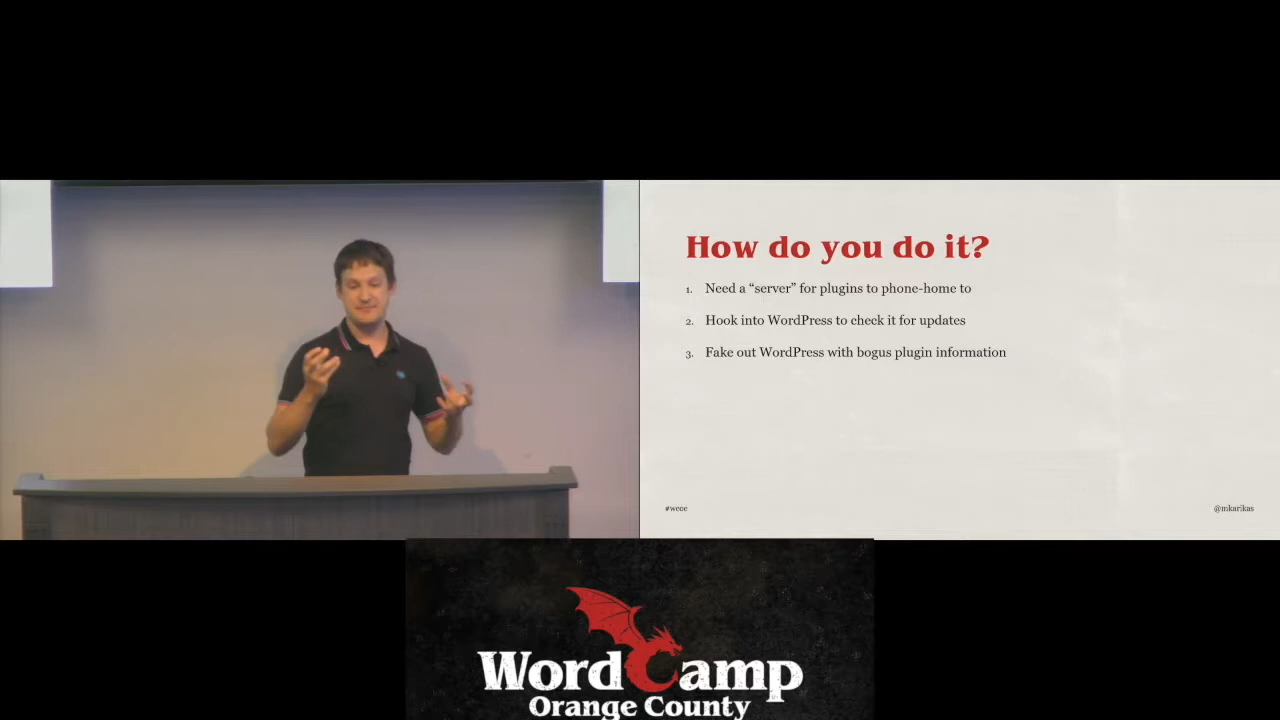 How do you do it?
1. Need a “server” for plugins to phone-home to
2. Hook into WordPress to check it for updates
3. Fake out WordPress with bogus plugin information
#wcoc
@mkarikas
WordCamp
Orange County